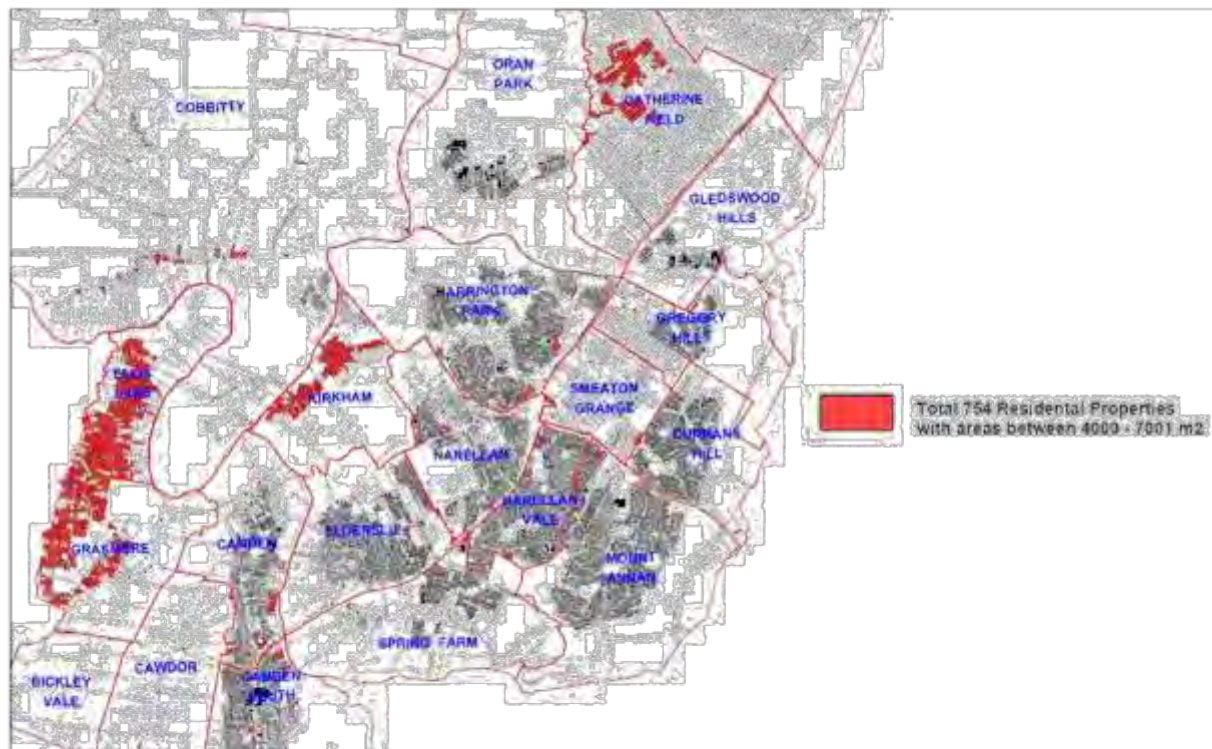 ORAN
PARK
COBBITTY
CATHERINE
FIELD
GLEDSWOOD
HILLS
HARRINGTON
PARK
GREGORY
HILL
ELLIS
LANE
KIRKHAM
SMEATON
GRANGE
CURRANS
HILL
Total 754 Residental Properties
with areas between 4000 - 7001 m2
NARELLAN
NARELLAN
VALE
ELDERSLIE
CAMDEN
GRASMERE
MOUNT
ANNAN
SPRING FARM
CAWDOR
BICKLEY
VALE
CAMDEN
SOUTH